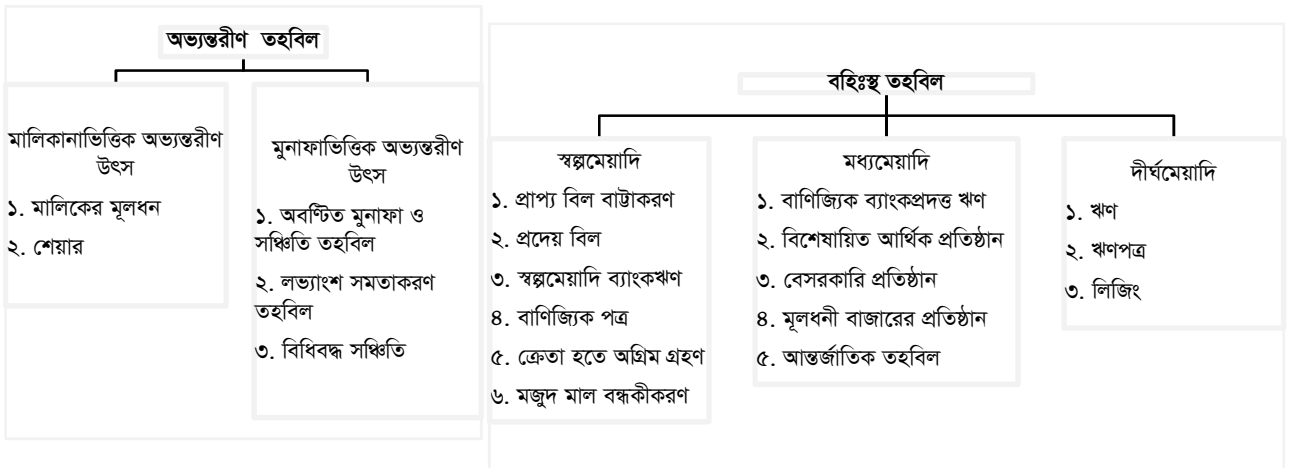 অভ্যন্তরীণ তহবিল
মালিকানাভিত্তিক অভ্যন্তরীণ
উৎস
১. মালিকের মূলধন
২. শেয়ার
মুনাফাভিত্তিক অভ্যন্তরীণ
উৎস
১. অবণ্টিত মুনাফা ও
সঞ্চিতি তহবিল
২. লভ্যাংশ সমতাকরণ
তহবিল
৩. বিধিবদ্ধ সঞ্চিতি
বহিঃস্থ তহবিল
স্বল্পমেয়াদি
১. প্রাপ্য বিল বাট্টাকরণ
২. প্রদেয় বিল
৩. স্বল্পমেয়াদি ব্যাংকঋণ
৪. বাণিজ্যিক পত্র
৫. ক্রেতা হতে অগ্রিম গ্রহণ
৬. মজুদ মাল বন্ধকীকরণ
মধ্যমেয়াদি
১. বাণিজ্যিক ব্যাংকপ্রদত্ত ঋণ
২. বিশেষায়িত আর্থিক প্রতিষ্ঠান
৩. বেসরকারি প্রতিষ্ঠান
৪. মূলধনী বাজারের প্রতিষ্ঠান
৫. আন্তর্জাতিক তহবিল
দীর্ঘমেয়াদি
১. ঋণ
২. ঋণপত্র
৩. লিজিং